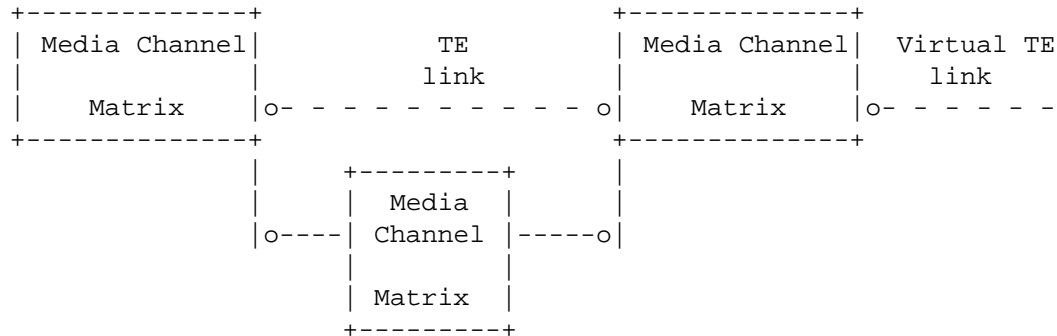 +--------------+                      +--------------+
| Media Channel|           TE         | Media Channel|  Virtual TE
|              |          link        |              |    link
|    Matrix    |o- - - - - - - - - - o|    Matrix    |o- - - - - -
+--------------+                      +--------------+
               |     +---------+      |
               |     |  Media  |      |
               |o----| Channel |-----o|
                     |         |
                     | Matrix  |
                     +---------+